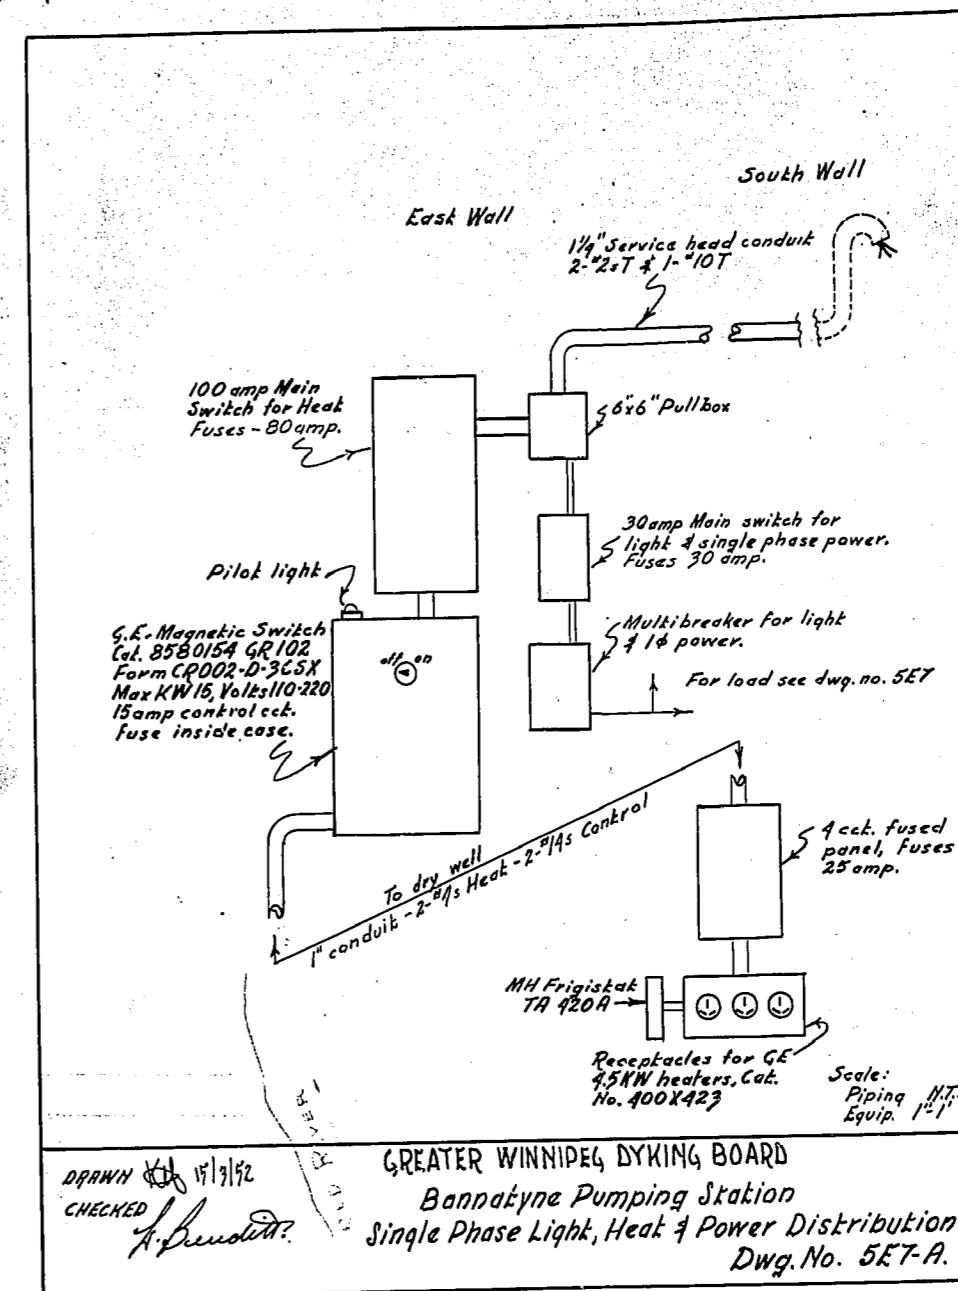 South Wall
East Wall
1¼" Service head conduit
2-#2sT & 1-#10T
100 amp Main
Switch for Heat
Fuses - 80 amp.
6"x6" Pullbox
30 amp Main switch for
light & single phase power.
Fuses 30 amp.
Pilot light
G.E. Magnetic Switch
Cat. 8580154 GR102
Form CR002-D-3CSX
Max KW 15, Volts 110-220
15 amp control cct.
Fuse inside case.
off on
Multibreaker for light
& 1ϕ power.
For load see dwg. no. 5E7
To dry well
1" conduit - 2-#4s Heat - 2-#14s Control
4 cct. fused
panel, Fuses
25 amp.
MH Frigistat
TA 420A
Receptacles for GE
4.5KW heaters, Cat.
No. 400X423
Scale:
Piping N.T.
Equip. 1"-1'
RED RIVER
DRAWN 15/3/52
CHECKED
GREATER WINNIPEG DYKING BOARD
Bannatyne Pumping Station
Single Phase Light, Heat & Power Distribution
Dwg. No. 5E7-A.